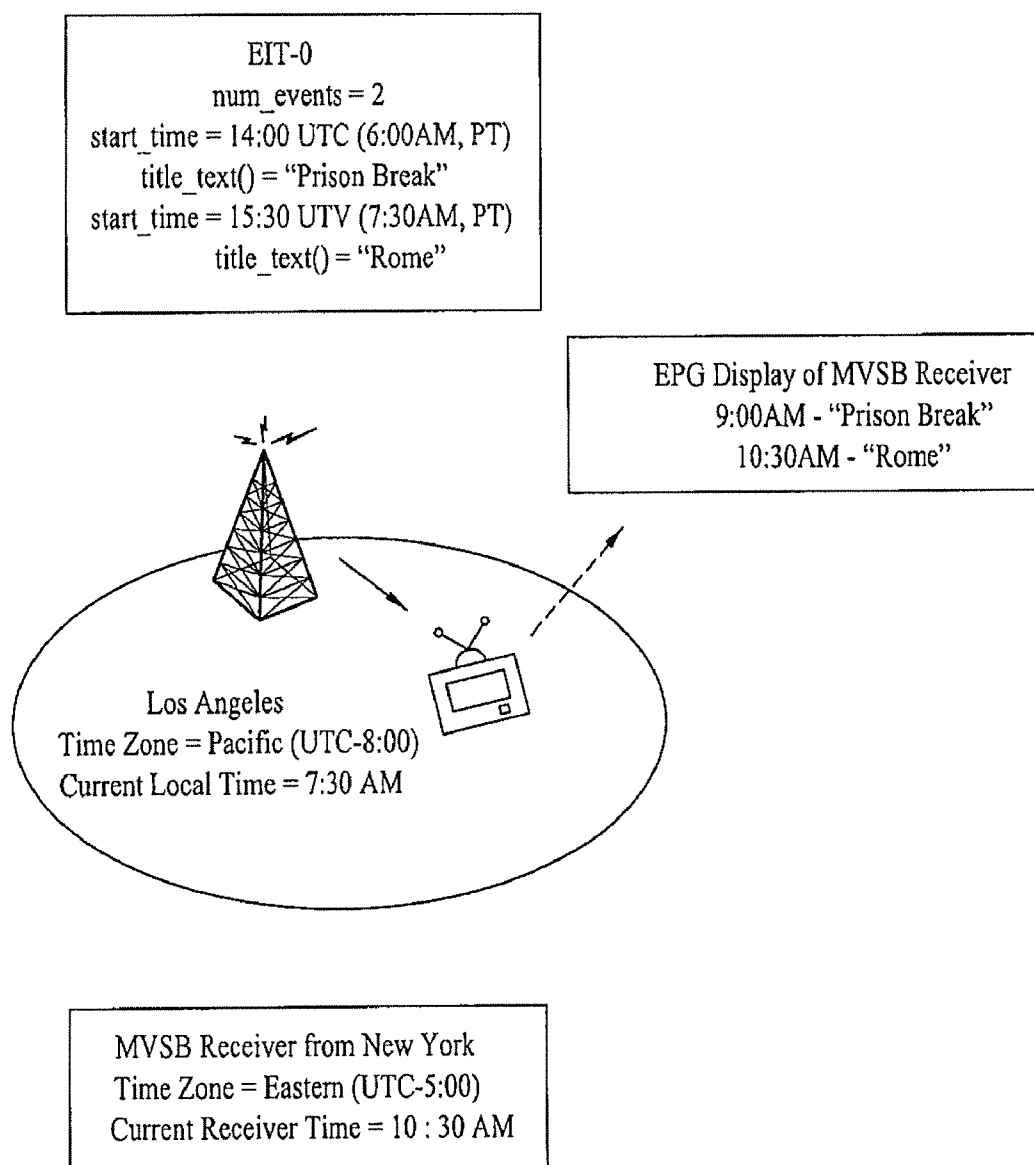 EIT-0
num_events = 2
start_time = 14:00 UTC (6:00AM, PT)
title_text() = “Prison Break”
start_time = 15:30 UTV (7:30AM, PT)
title_text() = “Rome”
EPG Display of MVSB Receiver
9:00AM - “Prison Break”
10:30AM - “Rome”
Los Angeles
Time Zone = Pacific (UTC-8:00)
Current Local Time = 7:30 AM
MVSB Receiver from New York
Time Zone = Eastern (UTC-5:00)
Current Receiver Time = 10 : 30 AM